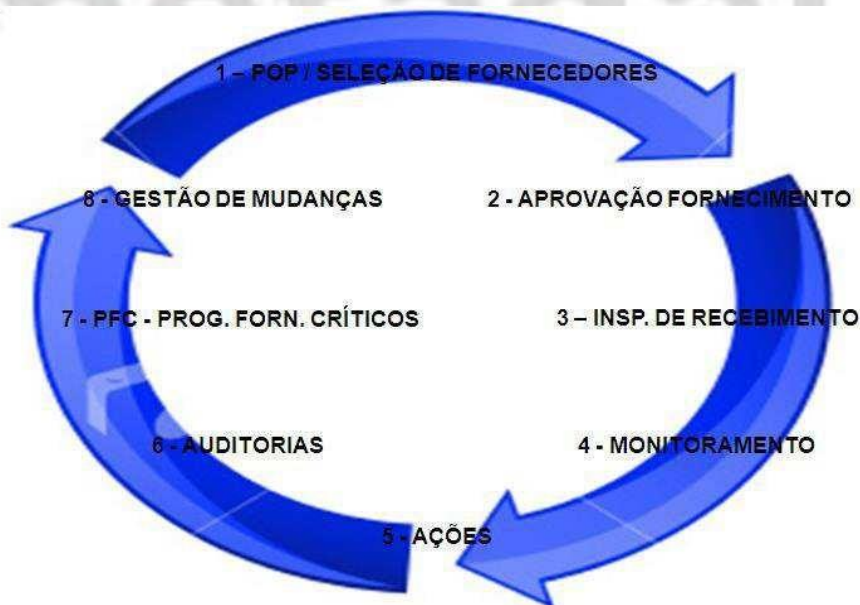 1 – POP / SELEÇÃO DE FORNECEDORES
8 - GESTÃO DE MUDANÇAS
2 - APROVAÇÃO FORNECIMENTO
7 - PFC - PROG. FORN. CRÍTICOS
3 – INSP. DE RECEBIMENTO
6 - AUDITORIAS
4 - MONITORAMENTO
5 - AÇÕES